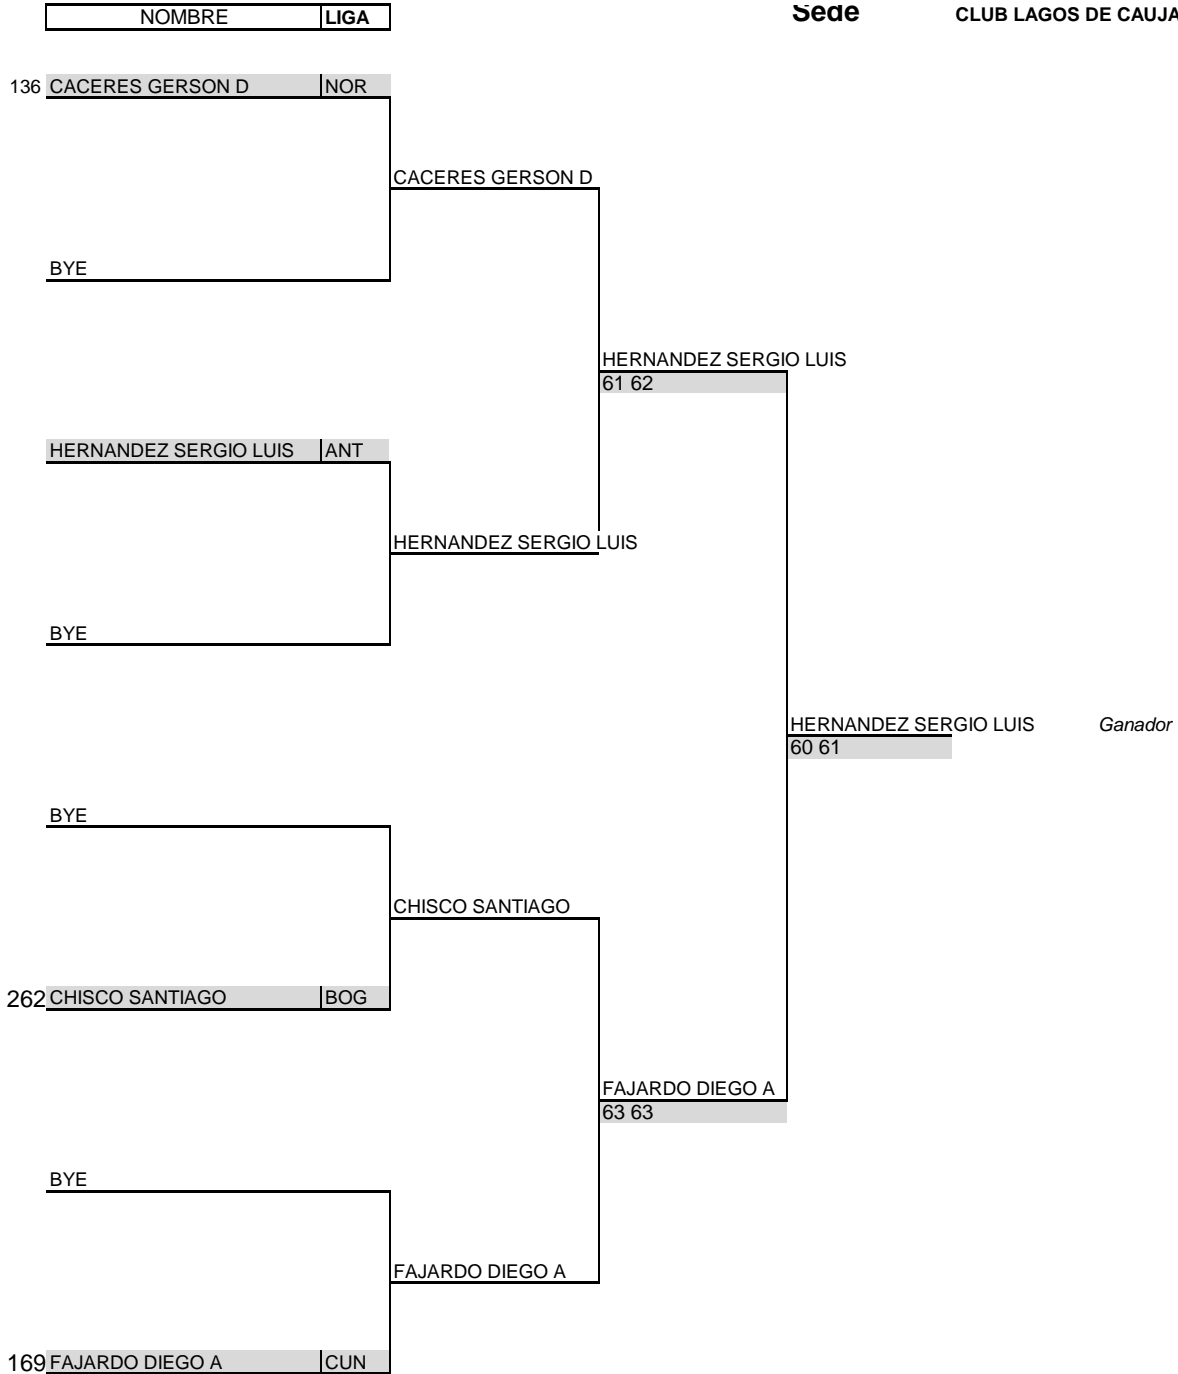 NOMBRE LIGA Sede CLUB LAGOS DE CAUJA
136 CACERES GERSON D NOR
CACERES GERSON D
BYE
HERNANDEZ SERGIO LUIS
61 62
HERNANDEZ SERGIO LUIS ANT
HERNANDEZ SERGIO LUIS
BYE
HERNANDEZ SERGIO LUIS Ganador
60 61
BYE
CHISCO SANTIAGO
262 CHISCO SANTIAGO BOG
FAJARDO DIEGO A
63 63
BYE
FAJARDO DIEGO A
169 FAJARDO DIEGO A CUN